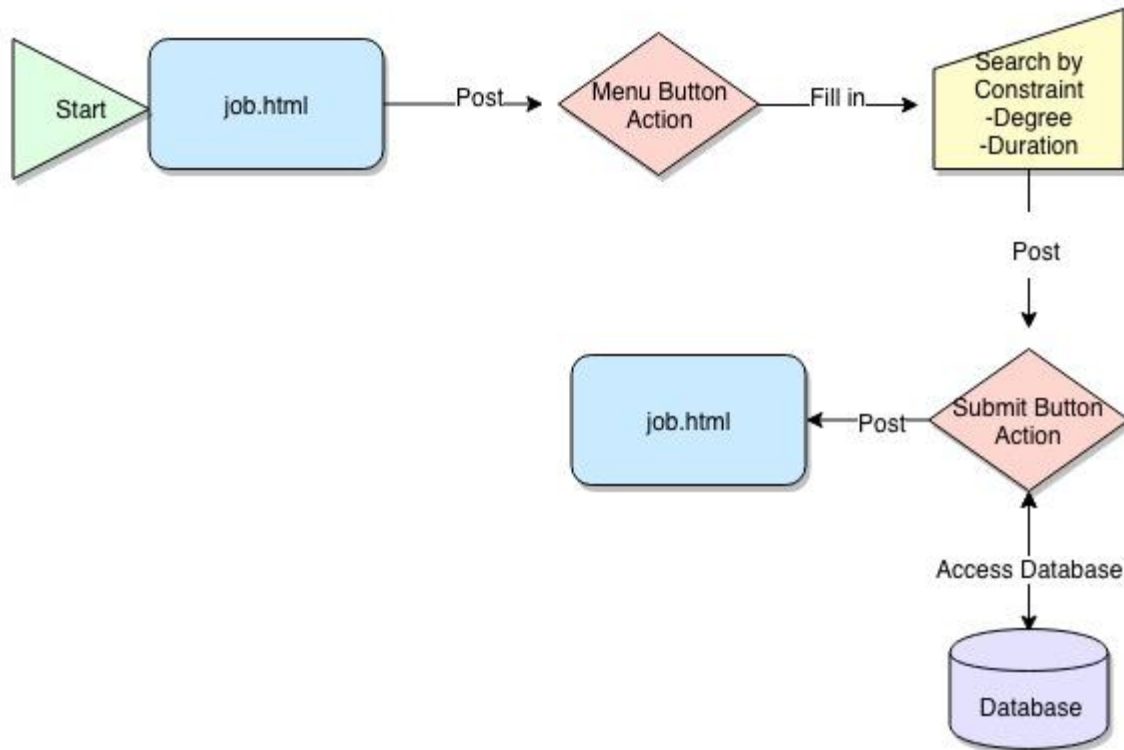 Start
job.html
Post
Menu Button
Action
Fill in
Search by
Constraint
-Degree
-Duration
Post
job.html
Post
Submit Button
Action
Access Database
Database